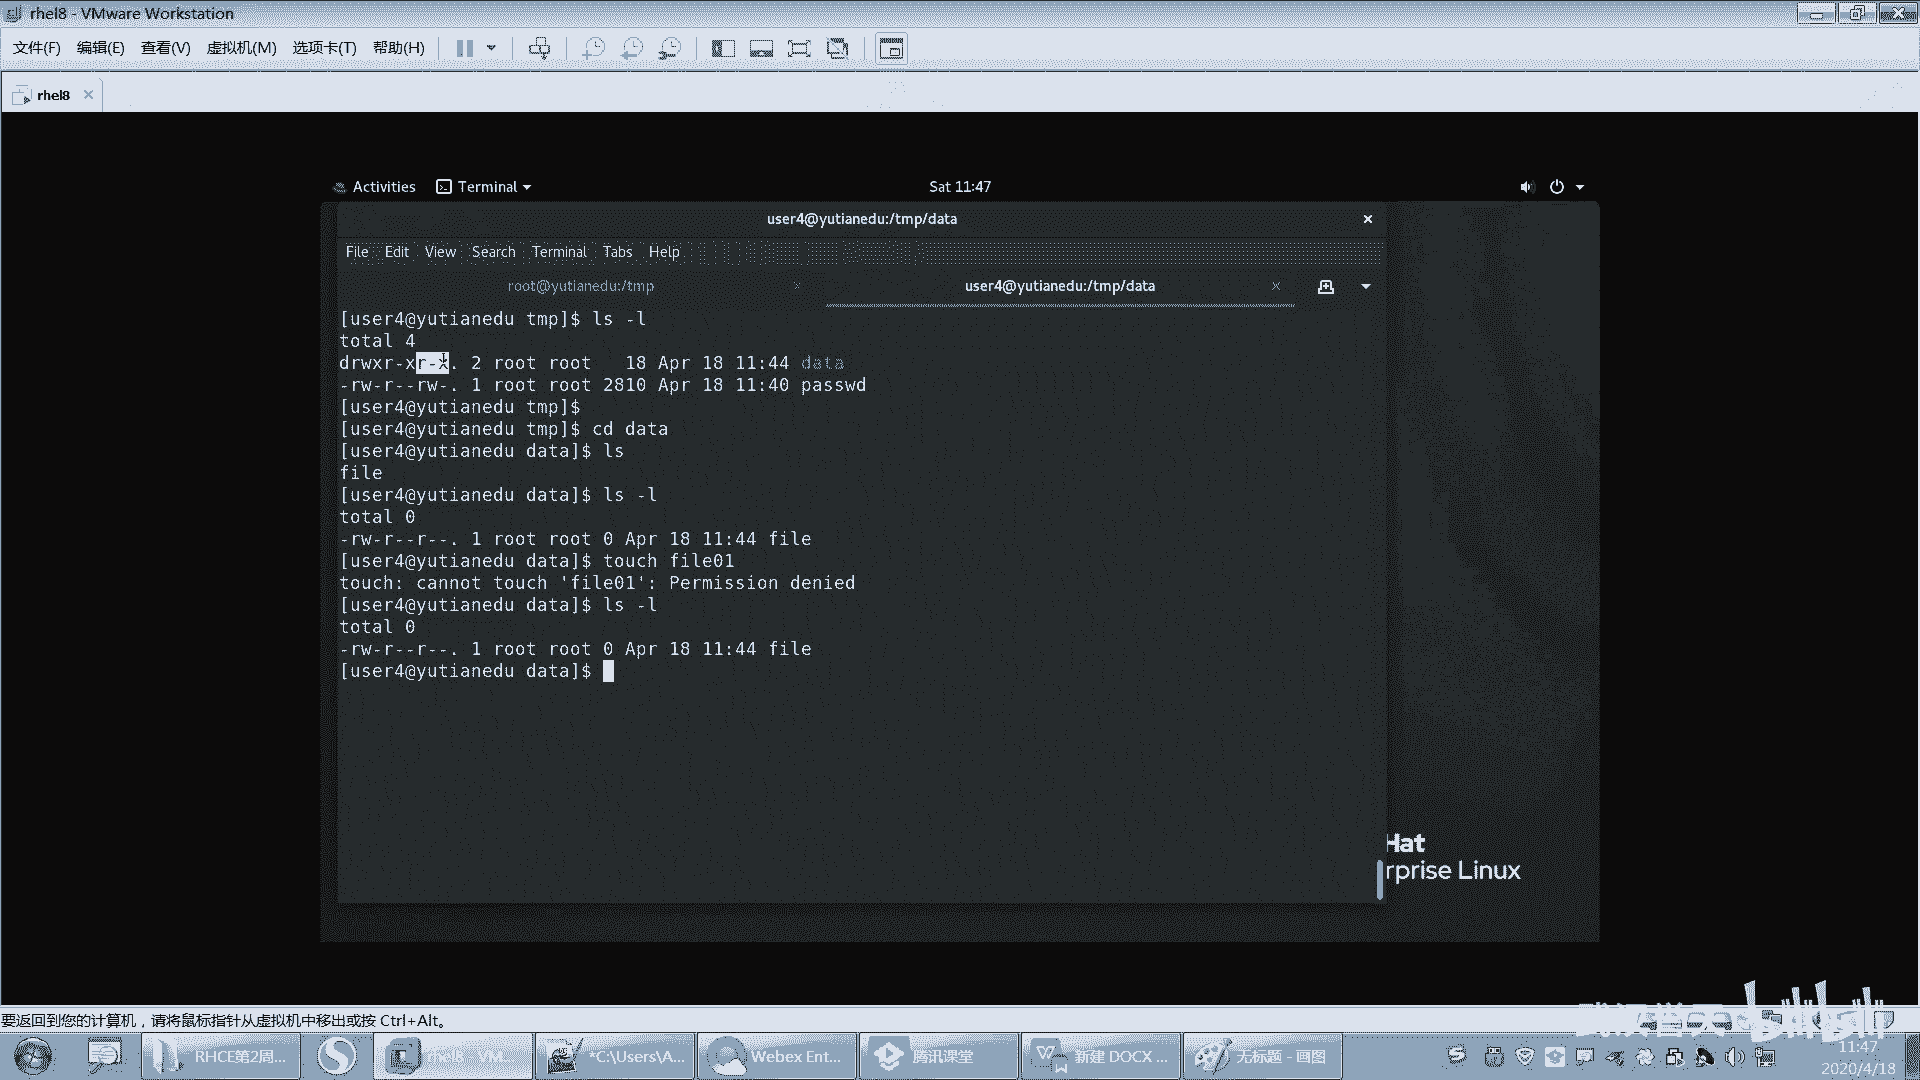 rhel8 - VMware Workstation
文件(F) 编辑(E) 查看(V) 虚拟机(M) 选项卡(T) 帮助(H)
rhel8
Activities Terminal Sat 11:47
user4@yutianedu:/tmp/data
File Edit View Search Terminal Tabs Help
root@yutianedu:/tmp user4@yutianedu:/tmp/data
[user4@yutianedu tmp]$ ls -l
total 4
drwxr-xr-x. 2 root root   18 Apr 18 11:44 data
-rw-r--rw-. 1 root root 2810 Apr 18 11:40 passwd
[user4@yutianedu tmp]$
[user4@yutianedu tmp]$ cd data
[user4@yutianedu data]$ ls
file
[user4@yutianedu data]$ ls -l
total 0
-rw-r--r--. 1 root root 0 Apr 18 11:44 file
[user4@yutianedu data]$ touch file01
touch: cannot touch 'file01': Permission denied
[user4@yutianedu data]$ ls -l
total 0
-rw-r--r--. 1 root root 0 Apr 18 11:44 file
[user4@yutianedu data]$
Hat
rprise Linux
要返回到您的计算机，请将鼠标指针从虚拟机中移出或按 Ctrl+Alt。
RHCE第2周... rhel8 - VM... *C:\Users\A... Webex Ent... 腾讯课堂 新建 DOCX ... 无标题 - 画图
11:47
2020/4/18